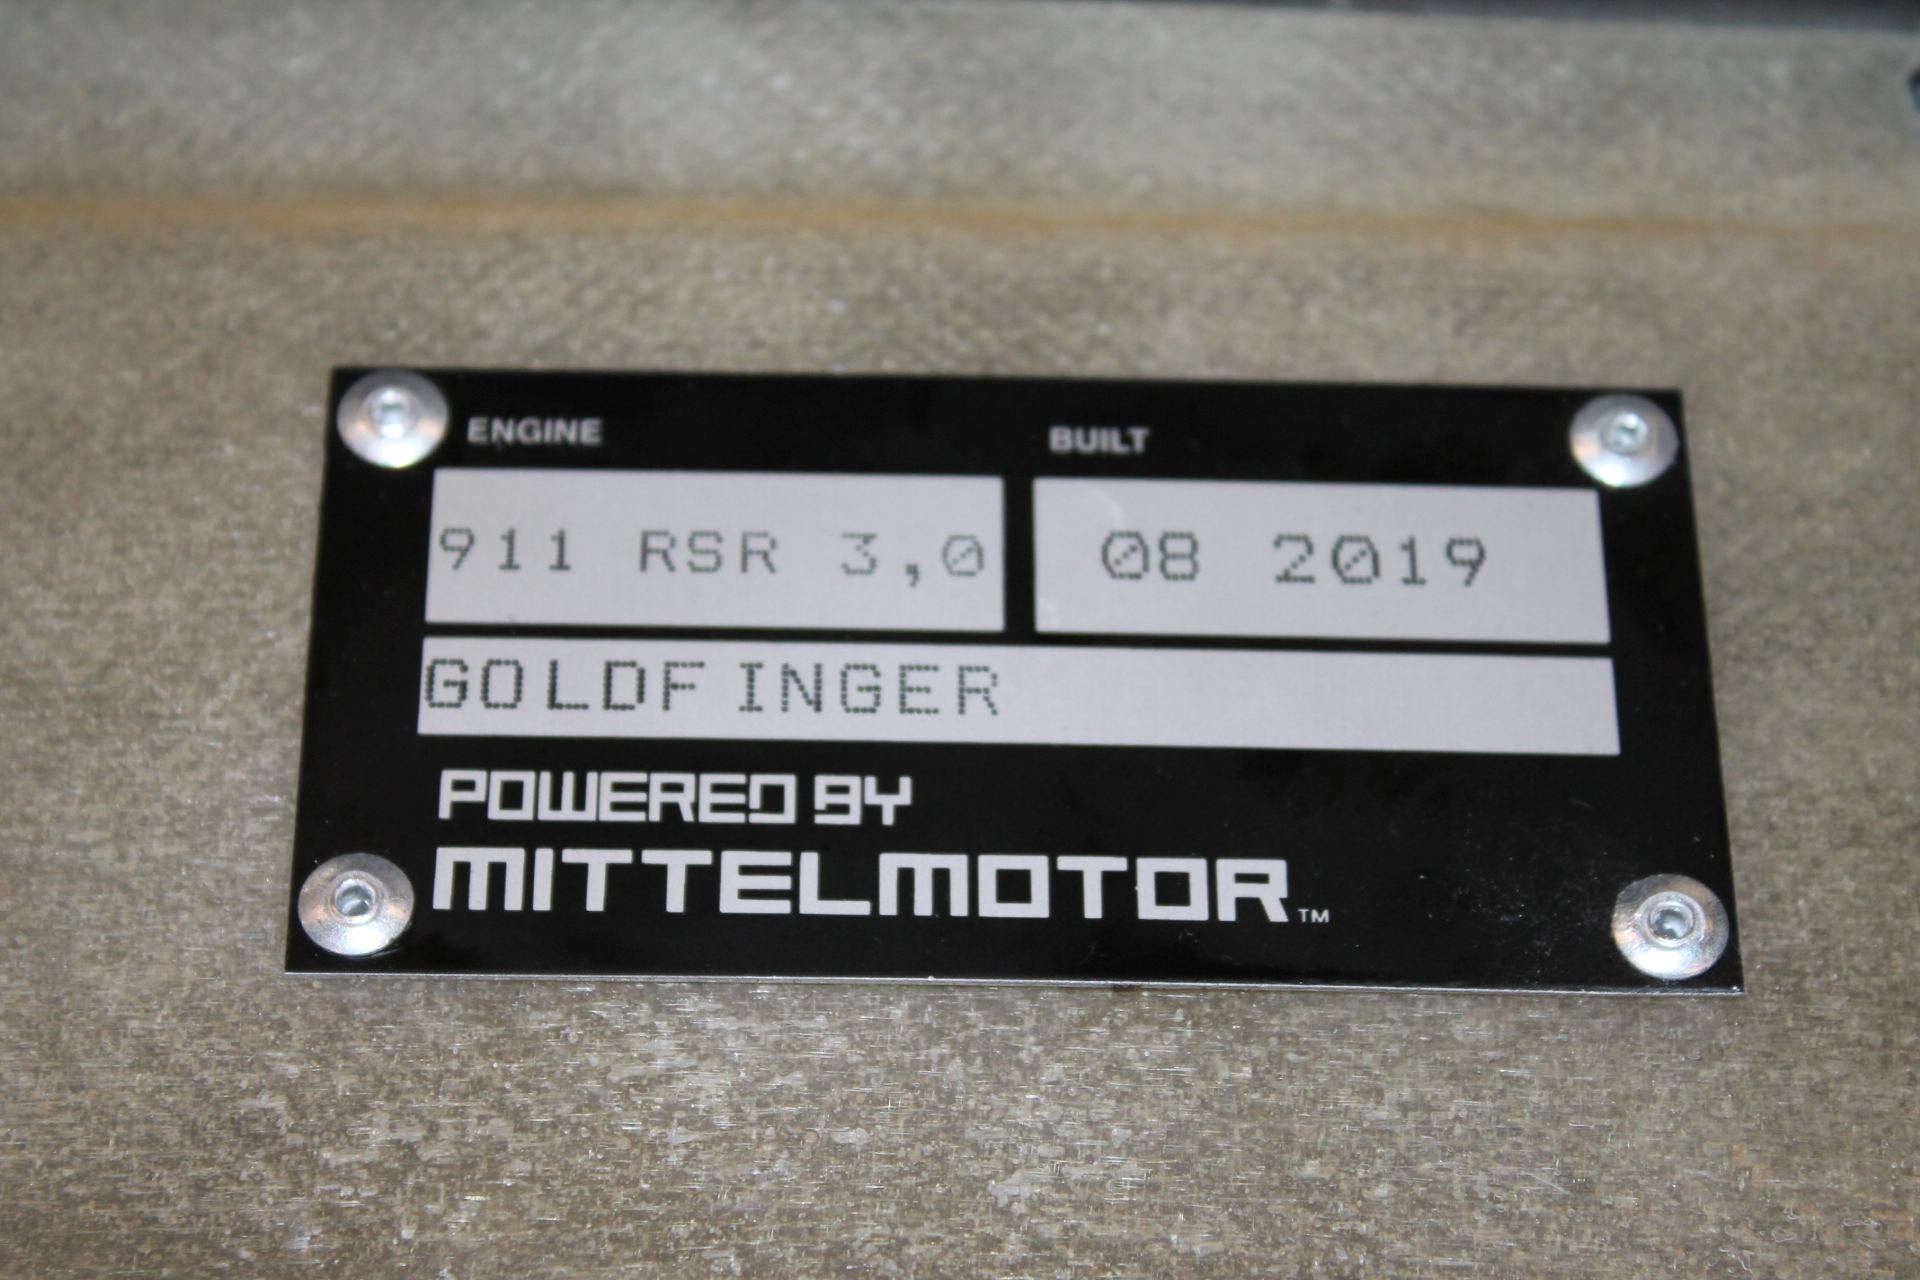 ENGINE BUILT
911 RSR 3,0 08 2019
GOLDFINGER
POWERED BY
MITTELMOTOR™